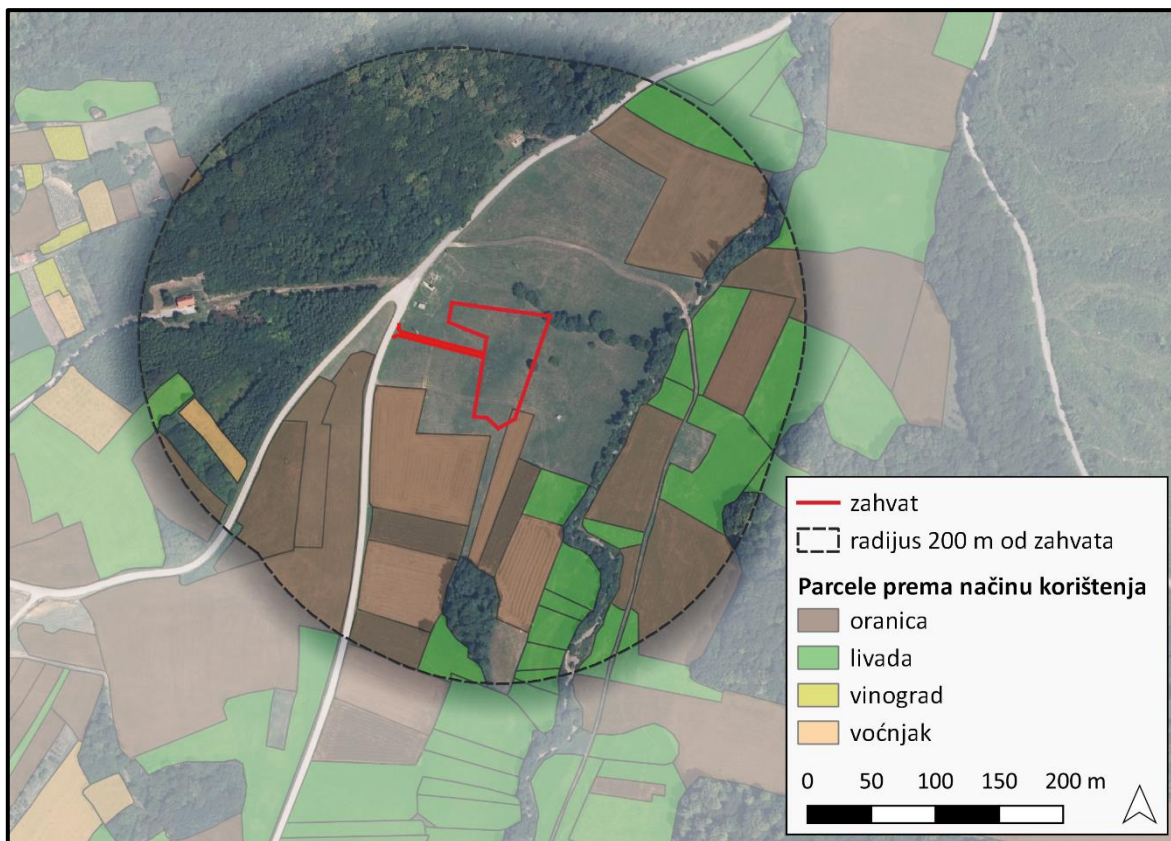 zahvat
radijus 200 m od zahvata
Parcele prema načinu korištenja
oranica
livada
vinograd
voćnjak
0 50 100 150 200 m